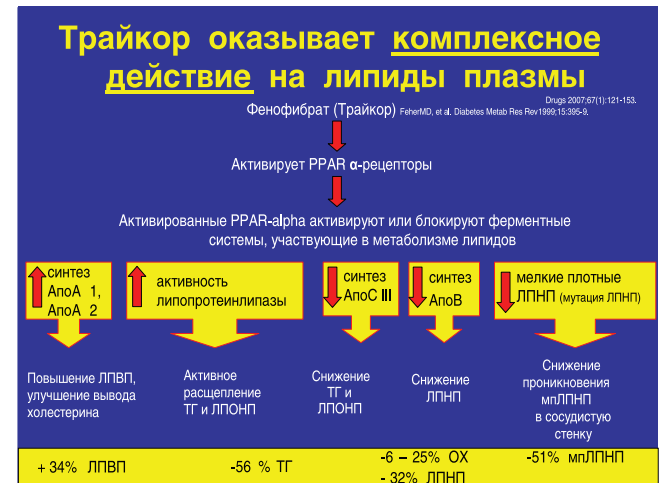 Трайкор оказывает комплексное
действие на липиды плазмы
Drugs 2007;67(1):121-153.
Фенофибрат (Трайкор) FeherMD, et al. Diabetes Metab Res Rev1999;15:395-9.
Активирует PPAR α-рецепторы
Активированные PPAR-alpha активируют или блокируют ферментные
системы, участвующие в метаболизме липидов
синтез
АпоА 1,
АпоА 2
активность
липопротеинлипазы
синтез
АпоС III
синтез
АпоВ
мелкие плотные
ЛПНП (мутация ЛПНП)
Повышение ЛПВП,
улучшение вывода
холестерина
Активное
расщепление
ТГ и ЛПОНП
Снижение
ТГ и
ЛПОНП
Снижение
ЛПНП
Снижение
проникновения
мпЛПНП
в сосудистую
стенку
+ 34% ЛПВП
-56 % ТГ
-6 – 25% ОХ
- 32% ЛПНП
-51% мпЛПНП